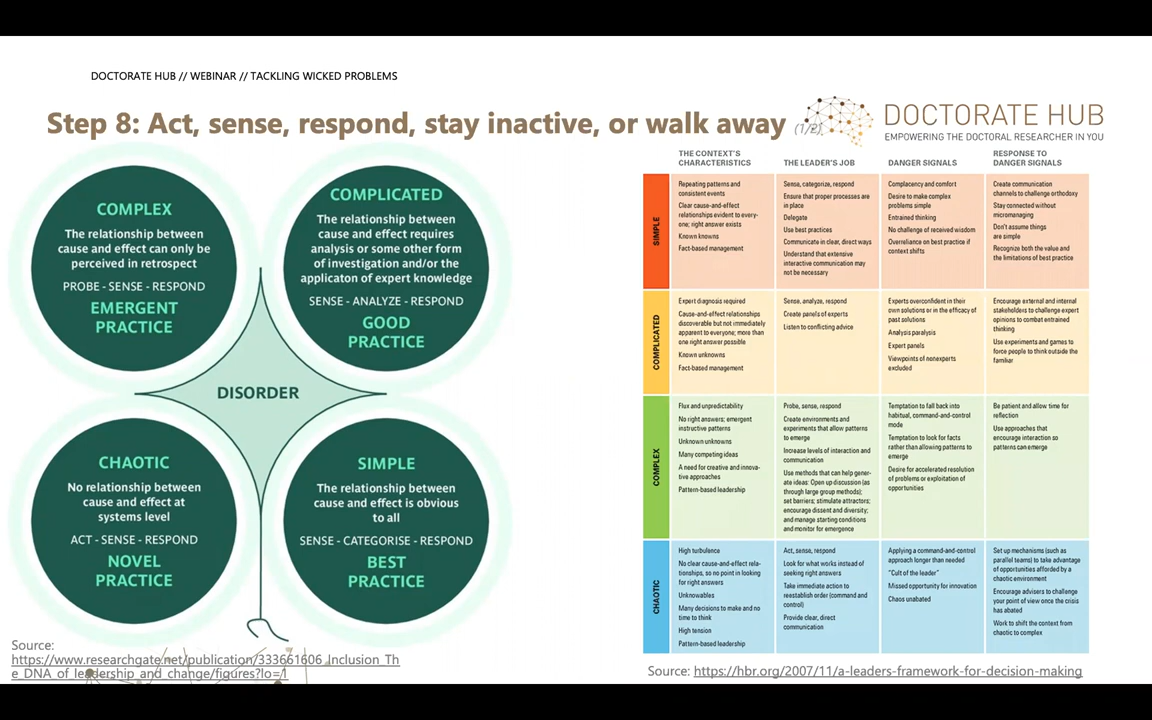 DOCTORATE HUB // WEBINAR // TACKLING WICKED PROBLEMS
Step 8: Act, sense, respond, stay inactive, or walk away (1/2)
DOCTORATE HUB
EMPOWERING THE DOCTORAL RESEARCHER IN YOU
COMPLEX
The relationship between
cause and effect can only be
perceived in retrospect
PROBE - SENSE - RESPOND
EMERGENT
PRACTICE
COMPLICATED
The relationship between
cause and effect requires
analysis or some other form
of investigation and/or the
applicaton of expert knowledge
SENSE - ANALYZE - RESPOND
GOOD
PRACTICE
DISORDER
CHAOTIC
No relationship between
cause and effect at
systems level
ACT - SENSE - RESPOND
NOVEL
PRACTICE
SIMPLE
The relationship between
cause and effect is obvious
to all
SENSE - CATEGORISE - RESPOND
BEST
PRACTICE
Source:
https://www.researchgate.net/publication/333661606_Inclusion_Th
e_DNA_of_leadership_and_change/figures?lo=1
THE CONTEXT'S
CHARACTERISTICS
THE LEADER'S JOB
DANGER SIGNALS
RESPONSE TO
DANGER SIGNALS
SIMPLE
Repeating patterns and
consistent events
Clear cause-and-effect
relationships evident to every-
one; right answer exists
Known knowns
Fact-based management
Sense, categorize, respond
Ensure that proper processes are
in place
Delegate
Use best practices
Communicate in clear, direct ways
Understand that extensive
interactive communication may
not be necessary
Complacency and comfort
Desire to make complex
problems simple
Entrained thinking
No challenge of received wisdom
Overreliance on best practice if
context shifts
Create communication
channels to challenge orthodoxy
Stay connected without
micromanaging
Don't assume things
are simple
Recognize both the value and
the limitations of best practice
COMPLICATED
Expert diagnosis required
Cause-and-effect relationships
discoverable but not immediately
apparent to everyone; more than
one right answer possible
Known unknowns
Fact-based management
Sense, analyze, respond
Create panels of experts
Listen to conflicting advice
Experts overconfident in their
own solutions or in the efficacy of
past solutions
Analysis paralysis
Expert panels
Viewpoints of nonexperts
excluded
Encourage external and internal
stakeholders to challenge expert
opinions to combat entrained
thinking
Use experiments and games to
force people to think outside the
familiar
COMPLEX
Flux and unpredictability
No right answers; emergent
instructive patterns
Unknown unknowns
Many competing ideas
A need for creative and innova-
tive approaches
Pattern-based leadership
Probe, sense, respond
Create environments and
experiments that allow patterns
to emerge
Increase levels of interaction and
communication
Use methods that can help gener-
ate ideas: Open up discussion (as
through large group methods);
set barriers; stimulate attractors;
encourage dissent and diversity;
and manage starting conditions
and monitor for emergence
Temptation to fall back into
habitual, command-and-control
mode
Temptation to look for facts
rather than allowing patterns to
emerge
Desire for accelerated resolution
of problems or exploitation of
opportunities
Be patient and allow time for
reflection
Use approaches that
encourage interaction so
patterns can emerge
CHAOTIC
High turbulence
No clear cause-and-effect rela-
tionships, so no point in looking
for right answers
Unknowables
Many decisions to make and no
time to think
High tension
Pattern-based leadership
Act, sense, respond
Look for what works instead of
seeking right answers
Take immediate action to
reestablish order (command and
control)
Provide clear, direct
communication
Applying a command-and-control
approach longer than needed
"Cult of the leader"
Missed opportunity for innovation
Chaos unabated
Set up mechanisms (such as
parallel teams) to take advantage
of opportunities afforded by a
chaotic environment
Encourage advisers to challenge
your point of view once the crisis
has abated
Work to shift the context from
chaotic to complex
Source: https://hbr.org/2007/11/a-leaders-framework-for-decision-making